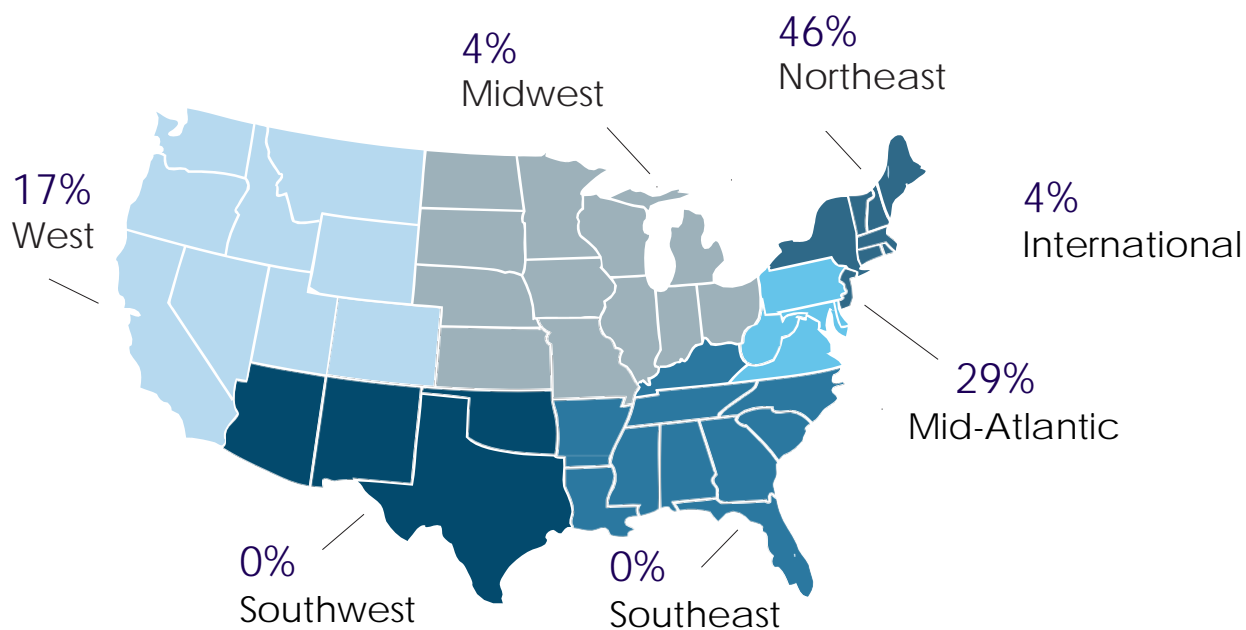 46%
Northeast
4%
Midwest
17%
West
4%
International
29%
Mid-Atlantic
0%
Southwest
0%
Southeast